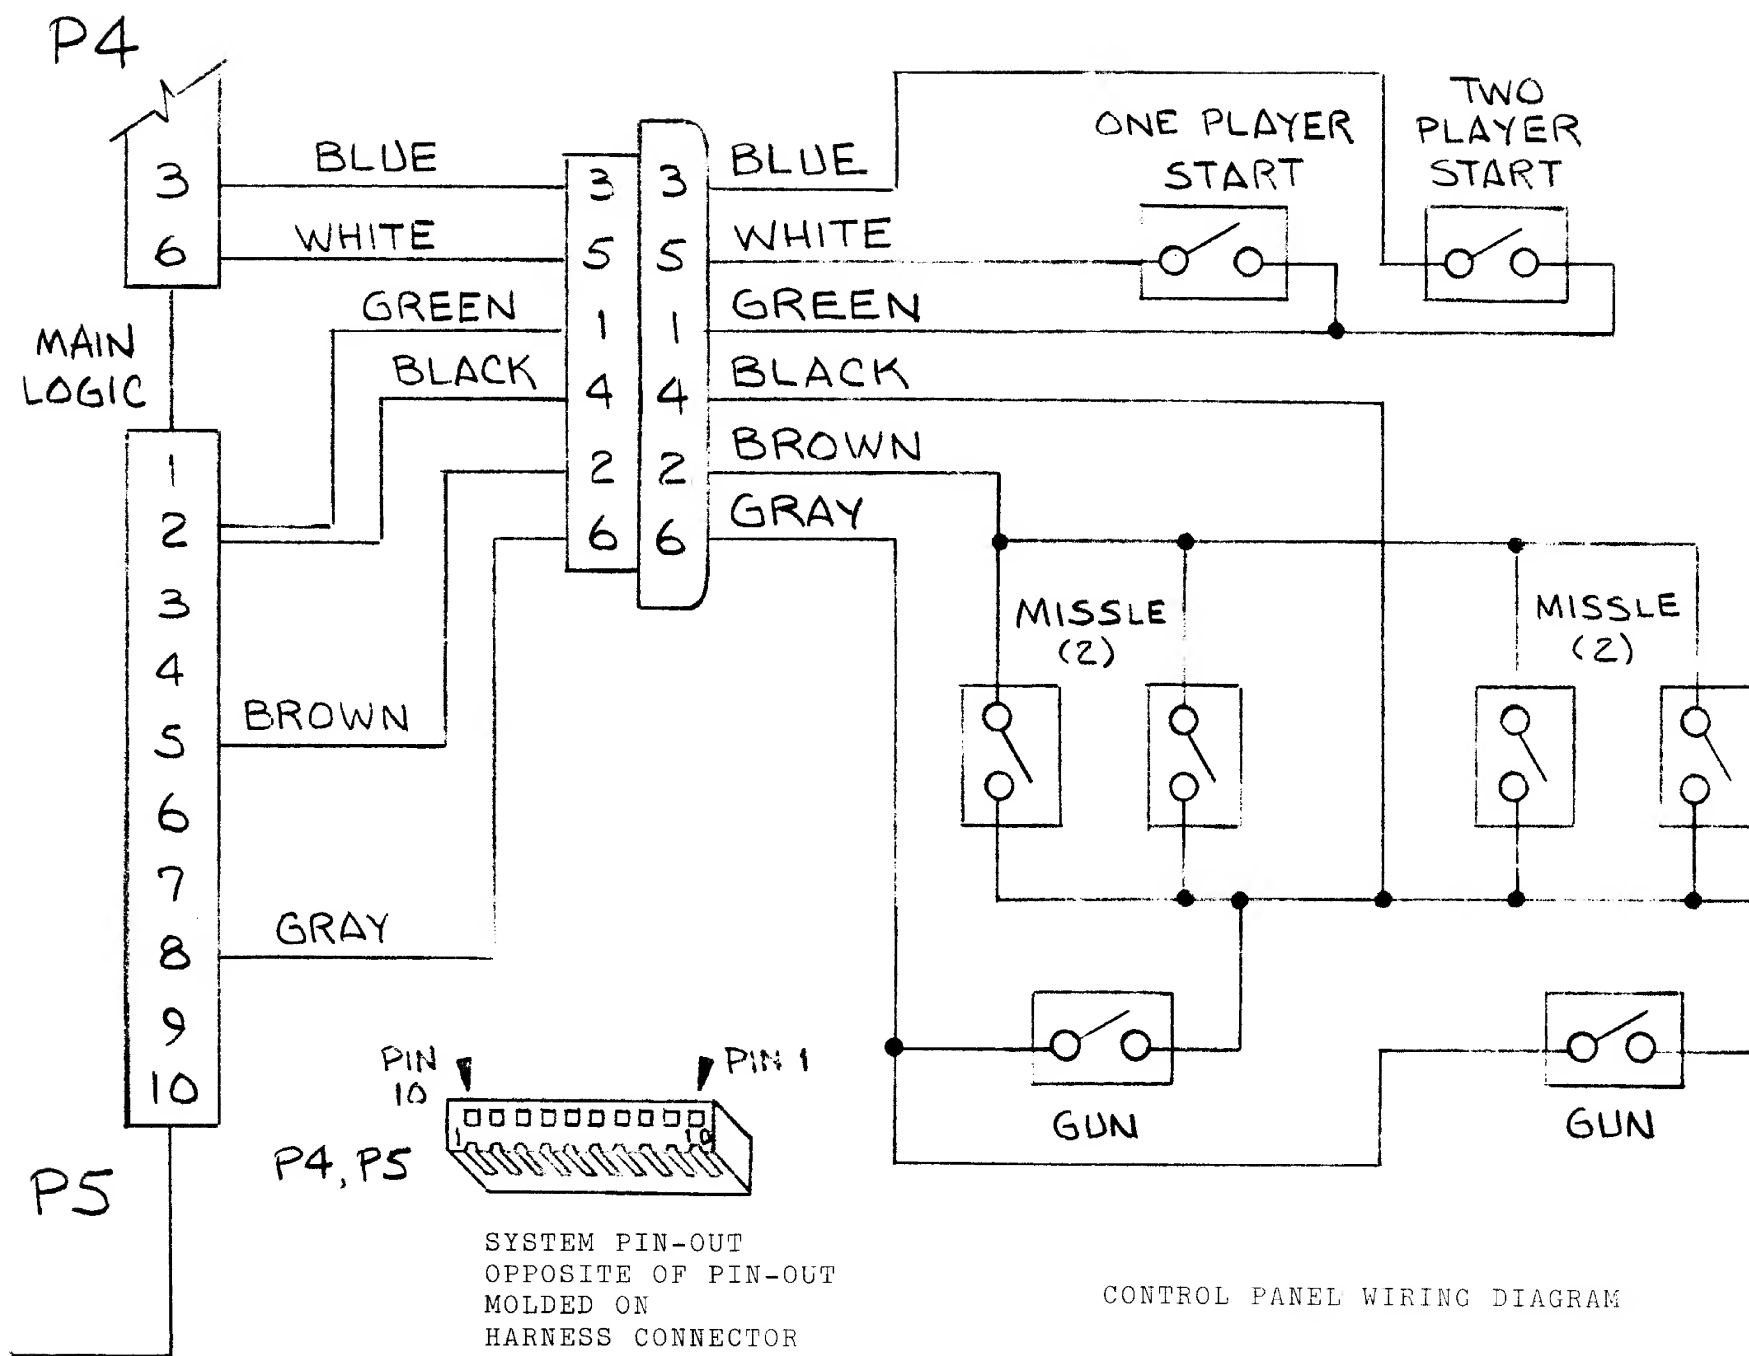 P4
3
BLUE
3
3
BLUE
6
WHITE
5
5
WHITE
GREEN
1
1
GREEN
BLACK
4
4
BLACK
2
2
BROWN
6
6
GRAY
ONE PLAYER
START
TWO
PLAYER
START
MAIN
LOGIC
1
2
3
4
5
BROWN
6
7
8
GRAY
9
10
P5
MISSLE
(2)
MISSLE
(2)
GUN
GUN
PIN
10
PIN 1
1
10
P4, P5
SYSTEM PIN-OUT
OPPOSITE OF PIN-OUT
MOLDED ON
HARNESS CONNECTOR
CONTROL PANEL WIRING DIAGRAM